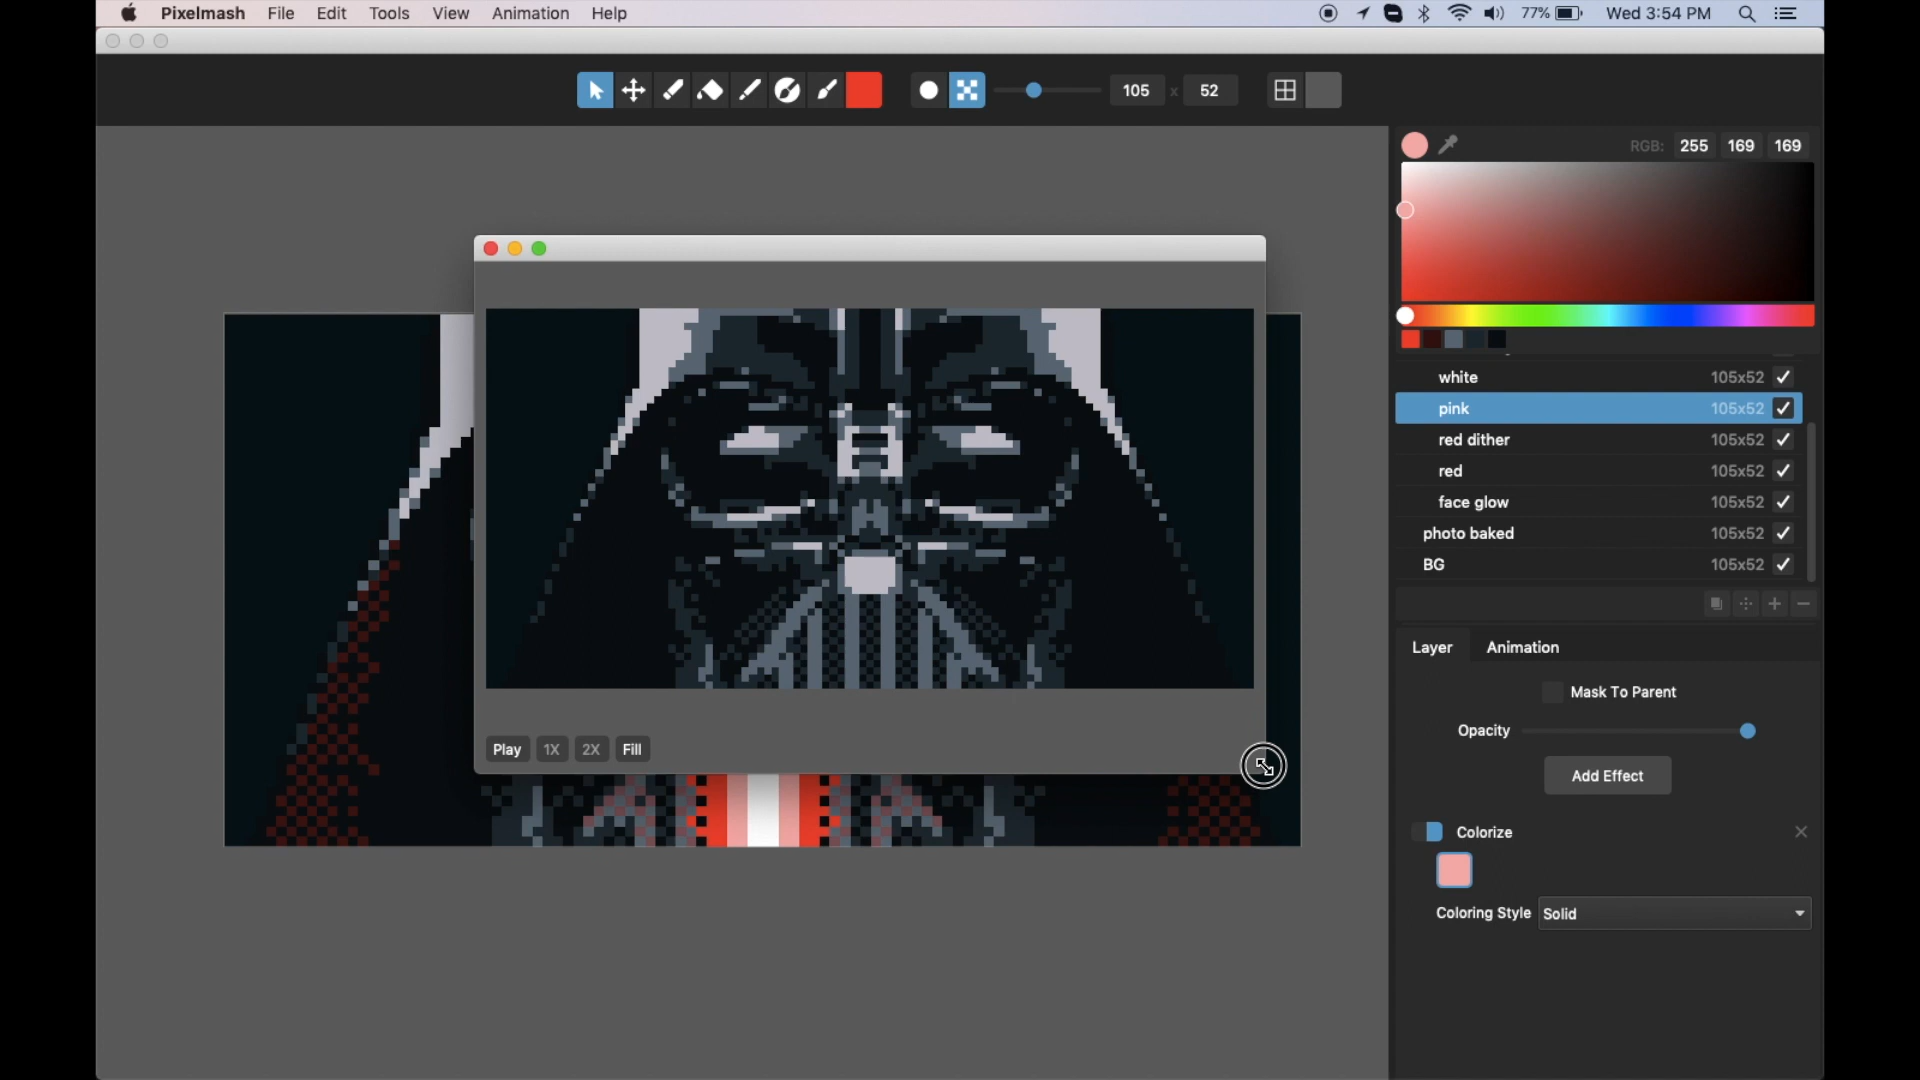 Pixelmash File Edit Tools View Animation Help 77% Wed 3:54 PM
105 x 52
RGB: 255 169 169
white 105x52
pink 105x52
red dither 105x52
red 105x52
face glow 105x52
photo baked 105x52
BG 105x52
Layer Animation
Mask To Parent
Opacity
Add Effect
Colorize
Coloring Style Solid
Play 1X 2X Fill